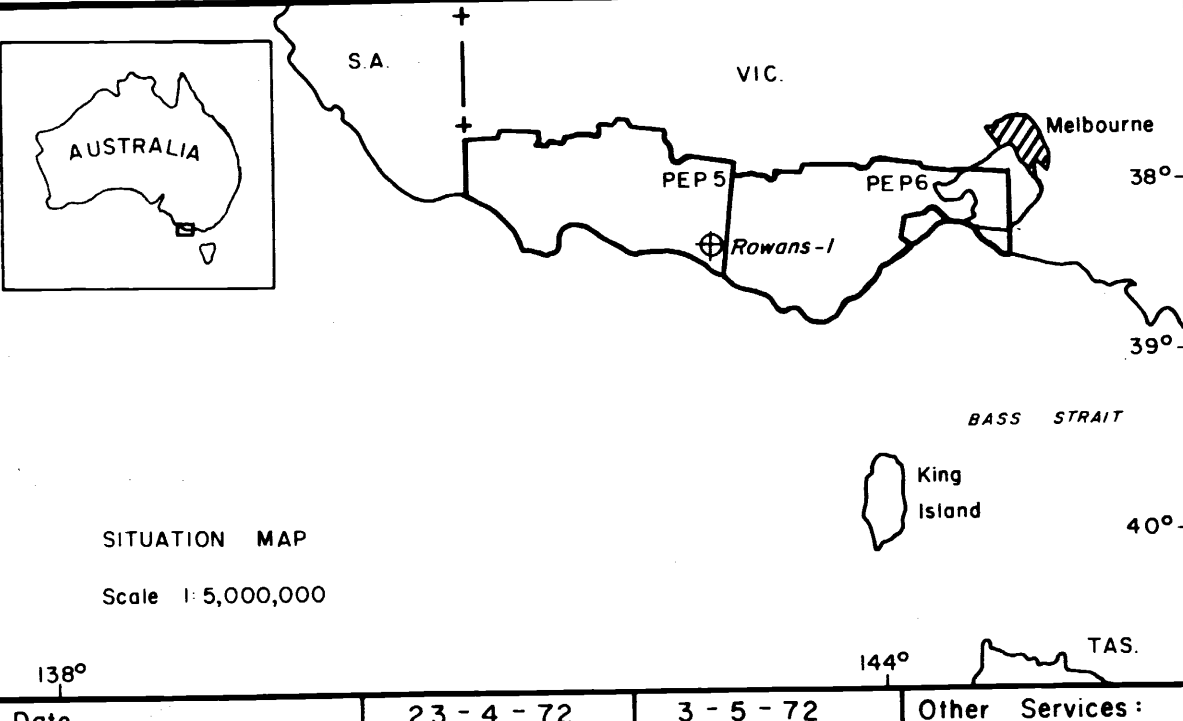 S.A.
VIC.
AUSTRALIA
Melbourne
38°
PEP 5
PEP6
Rowans-1
39°
BASS STRAIT
King
Island
40°
SITUATION MAP
Scale 1:5,000,000
TAS.
138°
144°
Date
23-4-72
3-5-72
Other Services: